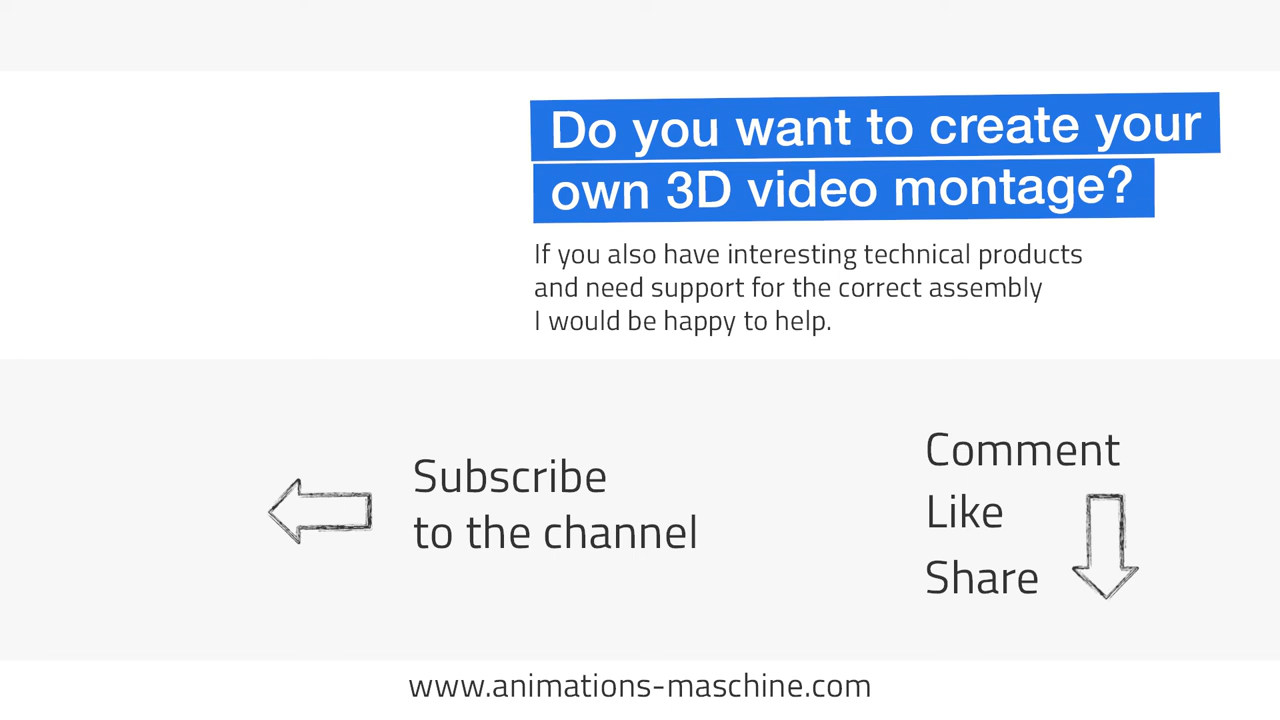 Do you want to create your
own 3D video montage?
If you also have interesting technical products
and need support for the correct assembly
I would be happy to help.
Subscribe
to the channel
Comment
Like
Share
www.animations-maschine.com